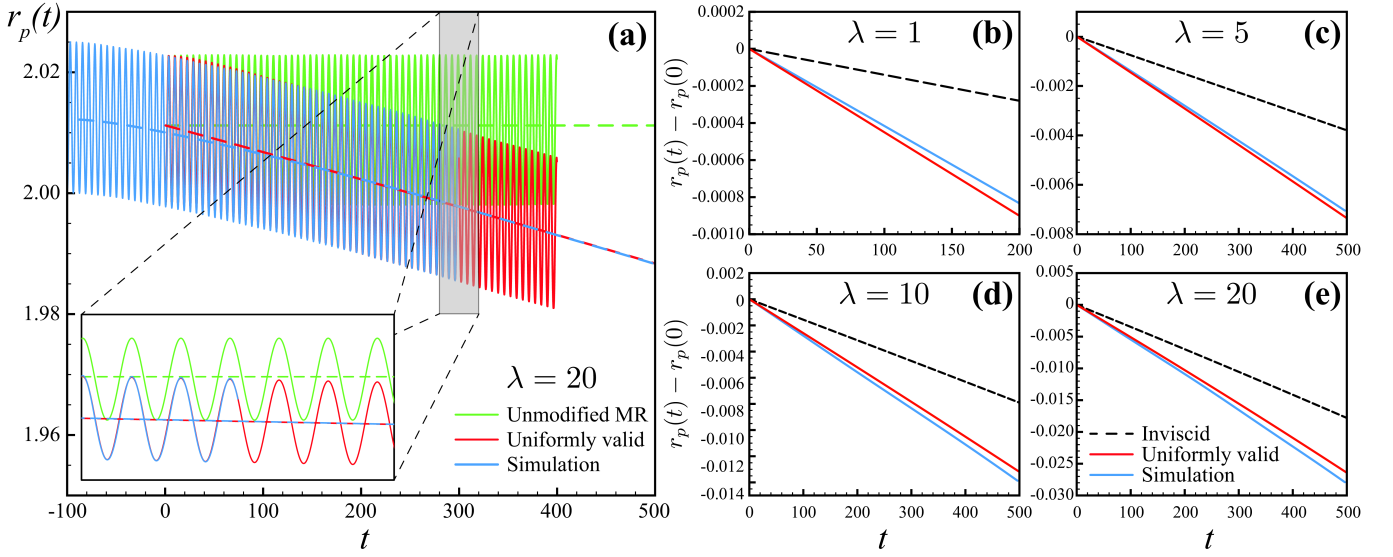 r_p(t)
(a)
2.02
2.00
1.98
1.96
-100
0
100
200
300
400
500
t
λ = 20
Unmodified MR
Uniformly valid
Simulation
0.0002
0
-0.0002
-0.0004
-0.0006
-0.0008
-0.0010
r_p(t) − r_p(0)
λ = 1
(b)
0
50
100
150
200
0
-0.002
-0.004
-0.006
-0.008
λ = 5
(c)
0
100
200
300
400
500
0.002
0
-0.002
-0.004
-0.006
-0.008
-0.010
-0.012
-0.014
r_p(t) − r_p(0)
λ = 10
(d)
0
100
200
300
400
500
t
0.005
0
-0.005
-0.010
-0.015
-0.020
-0.025
-0.030
λ = 20
(e)
Inviscid
Uniformly valid
Simulation
0
100
200
300
400
500
t